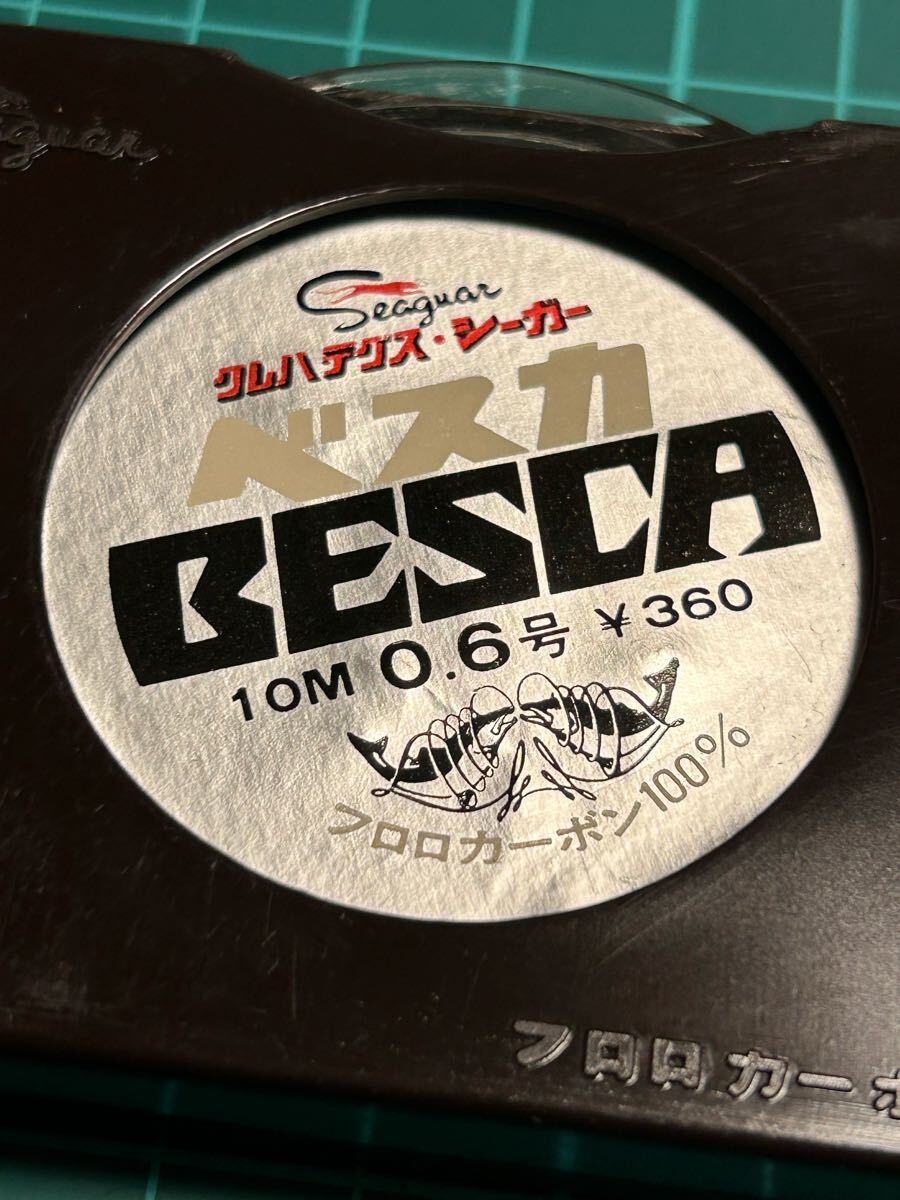 Seaguar
Seaguar
クレハテグス・シーガー
ベスカ
BESCA
10M 0.6号 ￥360
フロロカーボン100%
フロロカーボ